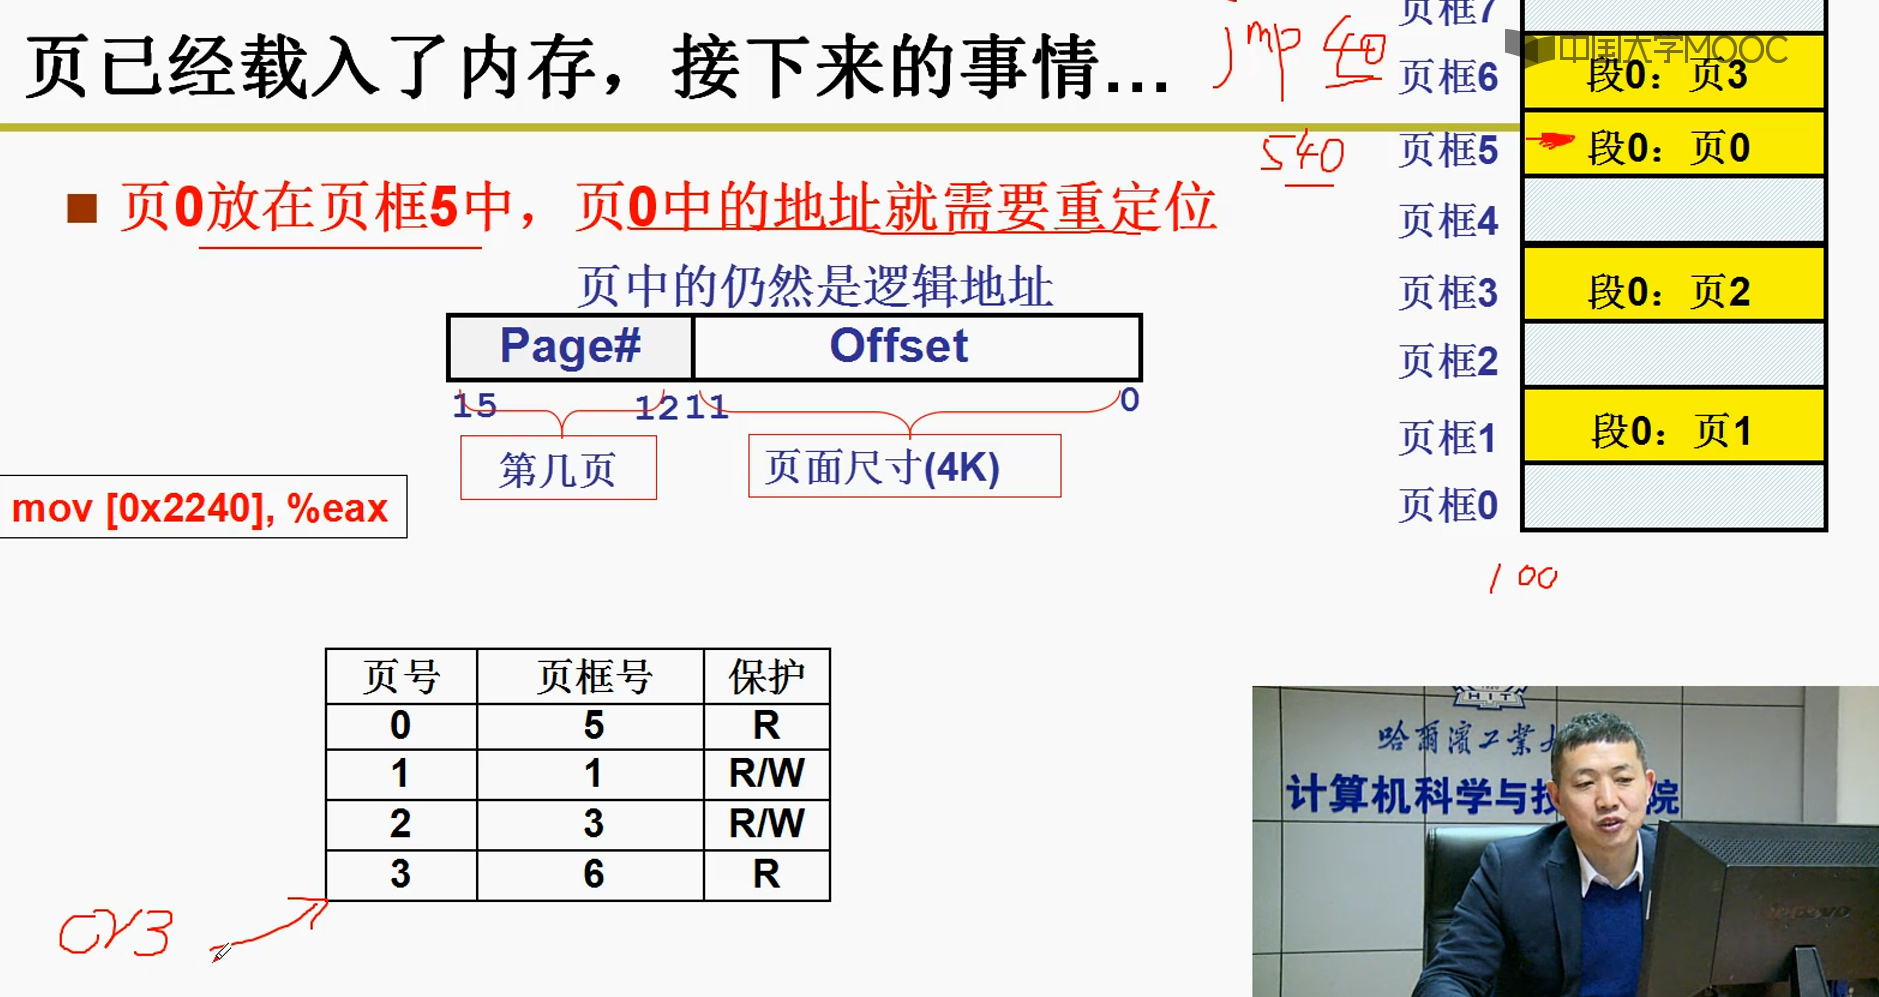 页已经载入了内存，接下来的事情...
jmp 40
540
页0放在页框5中，页0中的地址就需要重定位
页中的仍然是逻辑地址
Page# Offset
15 12 11 0
第几页 页面尺寸(4K)
mov [0x2240], %eax
页框7
中国大学MOOC
页框6 段0：页3
页框5 段0：页0
页框4
页框3 段0：页2
页框2
页框1 段0：页1
页框0
100
页号 页框号 保护
0 5 R
1 1 R/W
2 3 R/W
3 6 R
cr3
HIT
哈爾濱工業大
计算机科学与技 院